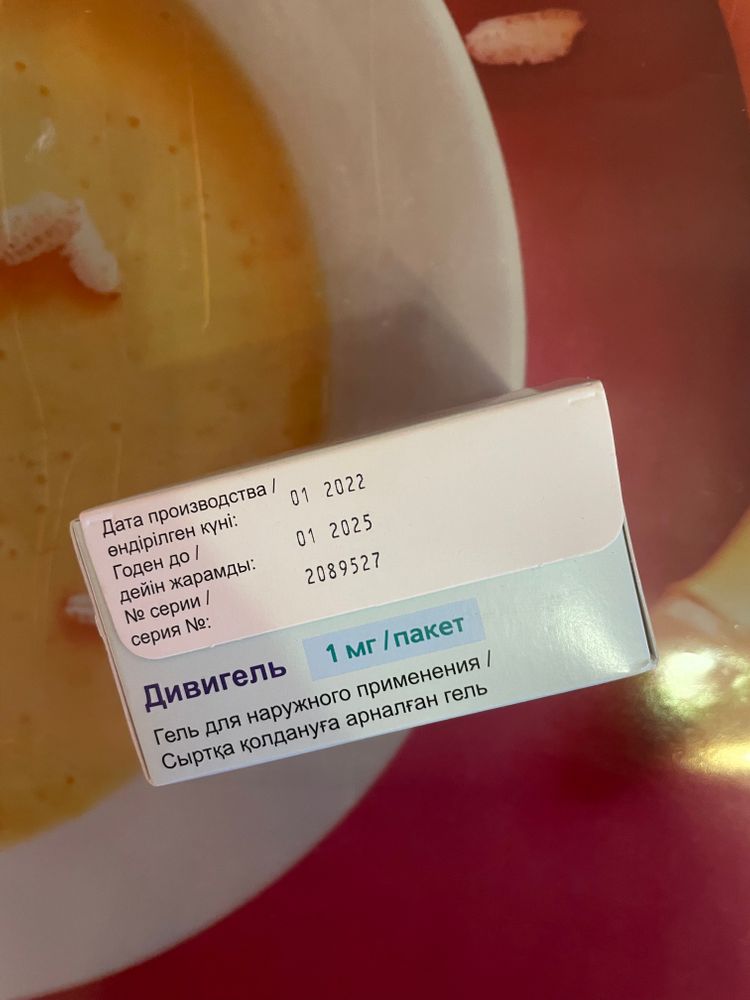 Дата производства /
өндірілген күні:
01 2022
Годен до /
дейін жарамды:
01 2025
№ серии /
серия №:
2089527
Дивигель 1 мг/пакет
Гель для наружного применения /
Сыртқа қолдануға арналған гель